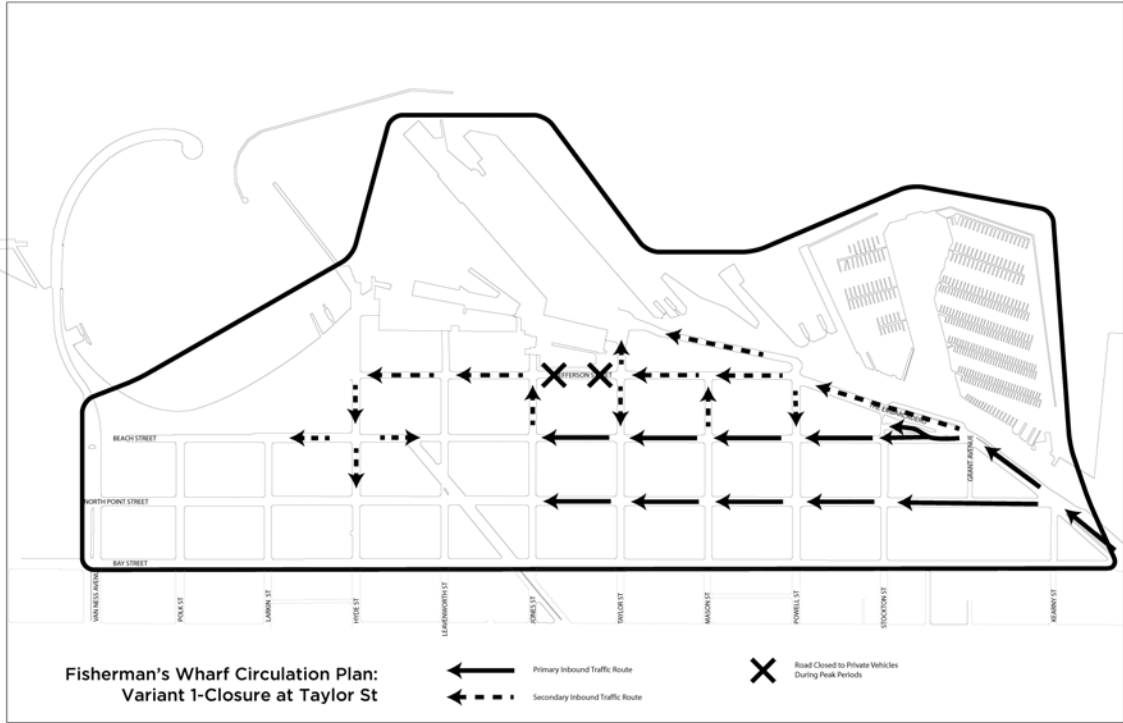 JEFFERSON STREET
THE EMBARCADERO
BEACH STREET
GRANT AVENUE
NORTH POINT STREET
BAY STREET
VAN NESS AVENUE
POLK ST
LARKIN ST
HYDE ST
LEAVENWORTH ST
JONES ST
TAYLOR ST
MASON ST
POWELL ST
STOCKTON ST
KEARNY ST
Fisherman's Wharf Circulation Plan:
Variant 1-Closure at Taylor St
Primary Inbound Traffic Route
Secondary Inbound Traffic Route
Road Closed to Private Vehicles
During Peak Periods